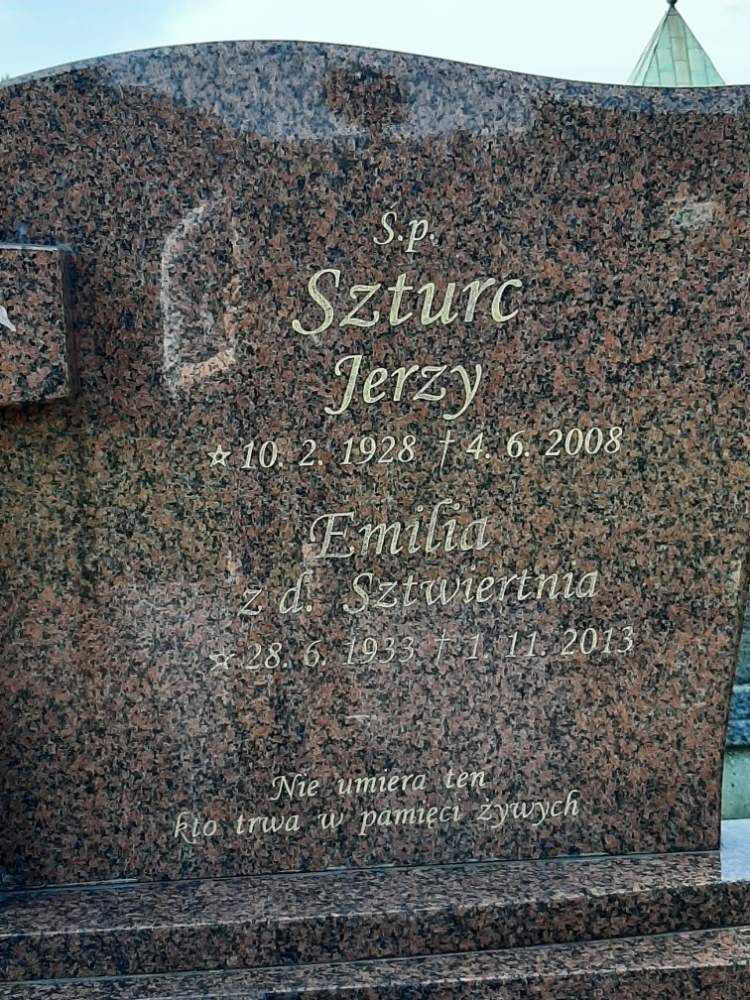 Ś.p.
Szturc
Jerzy
☆ 10. 2. 1928 † 4. 6. 2008
Emilia
z d. Sztwiertnia
☆ 28. 6. 1933 † 1. 11. 2013
Nie umiera ten
kto trwa w pamięci żywych